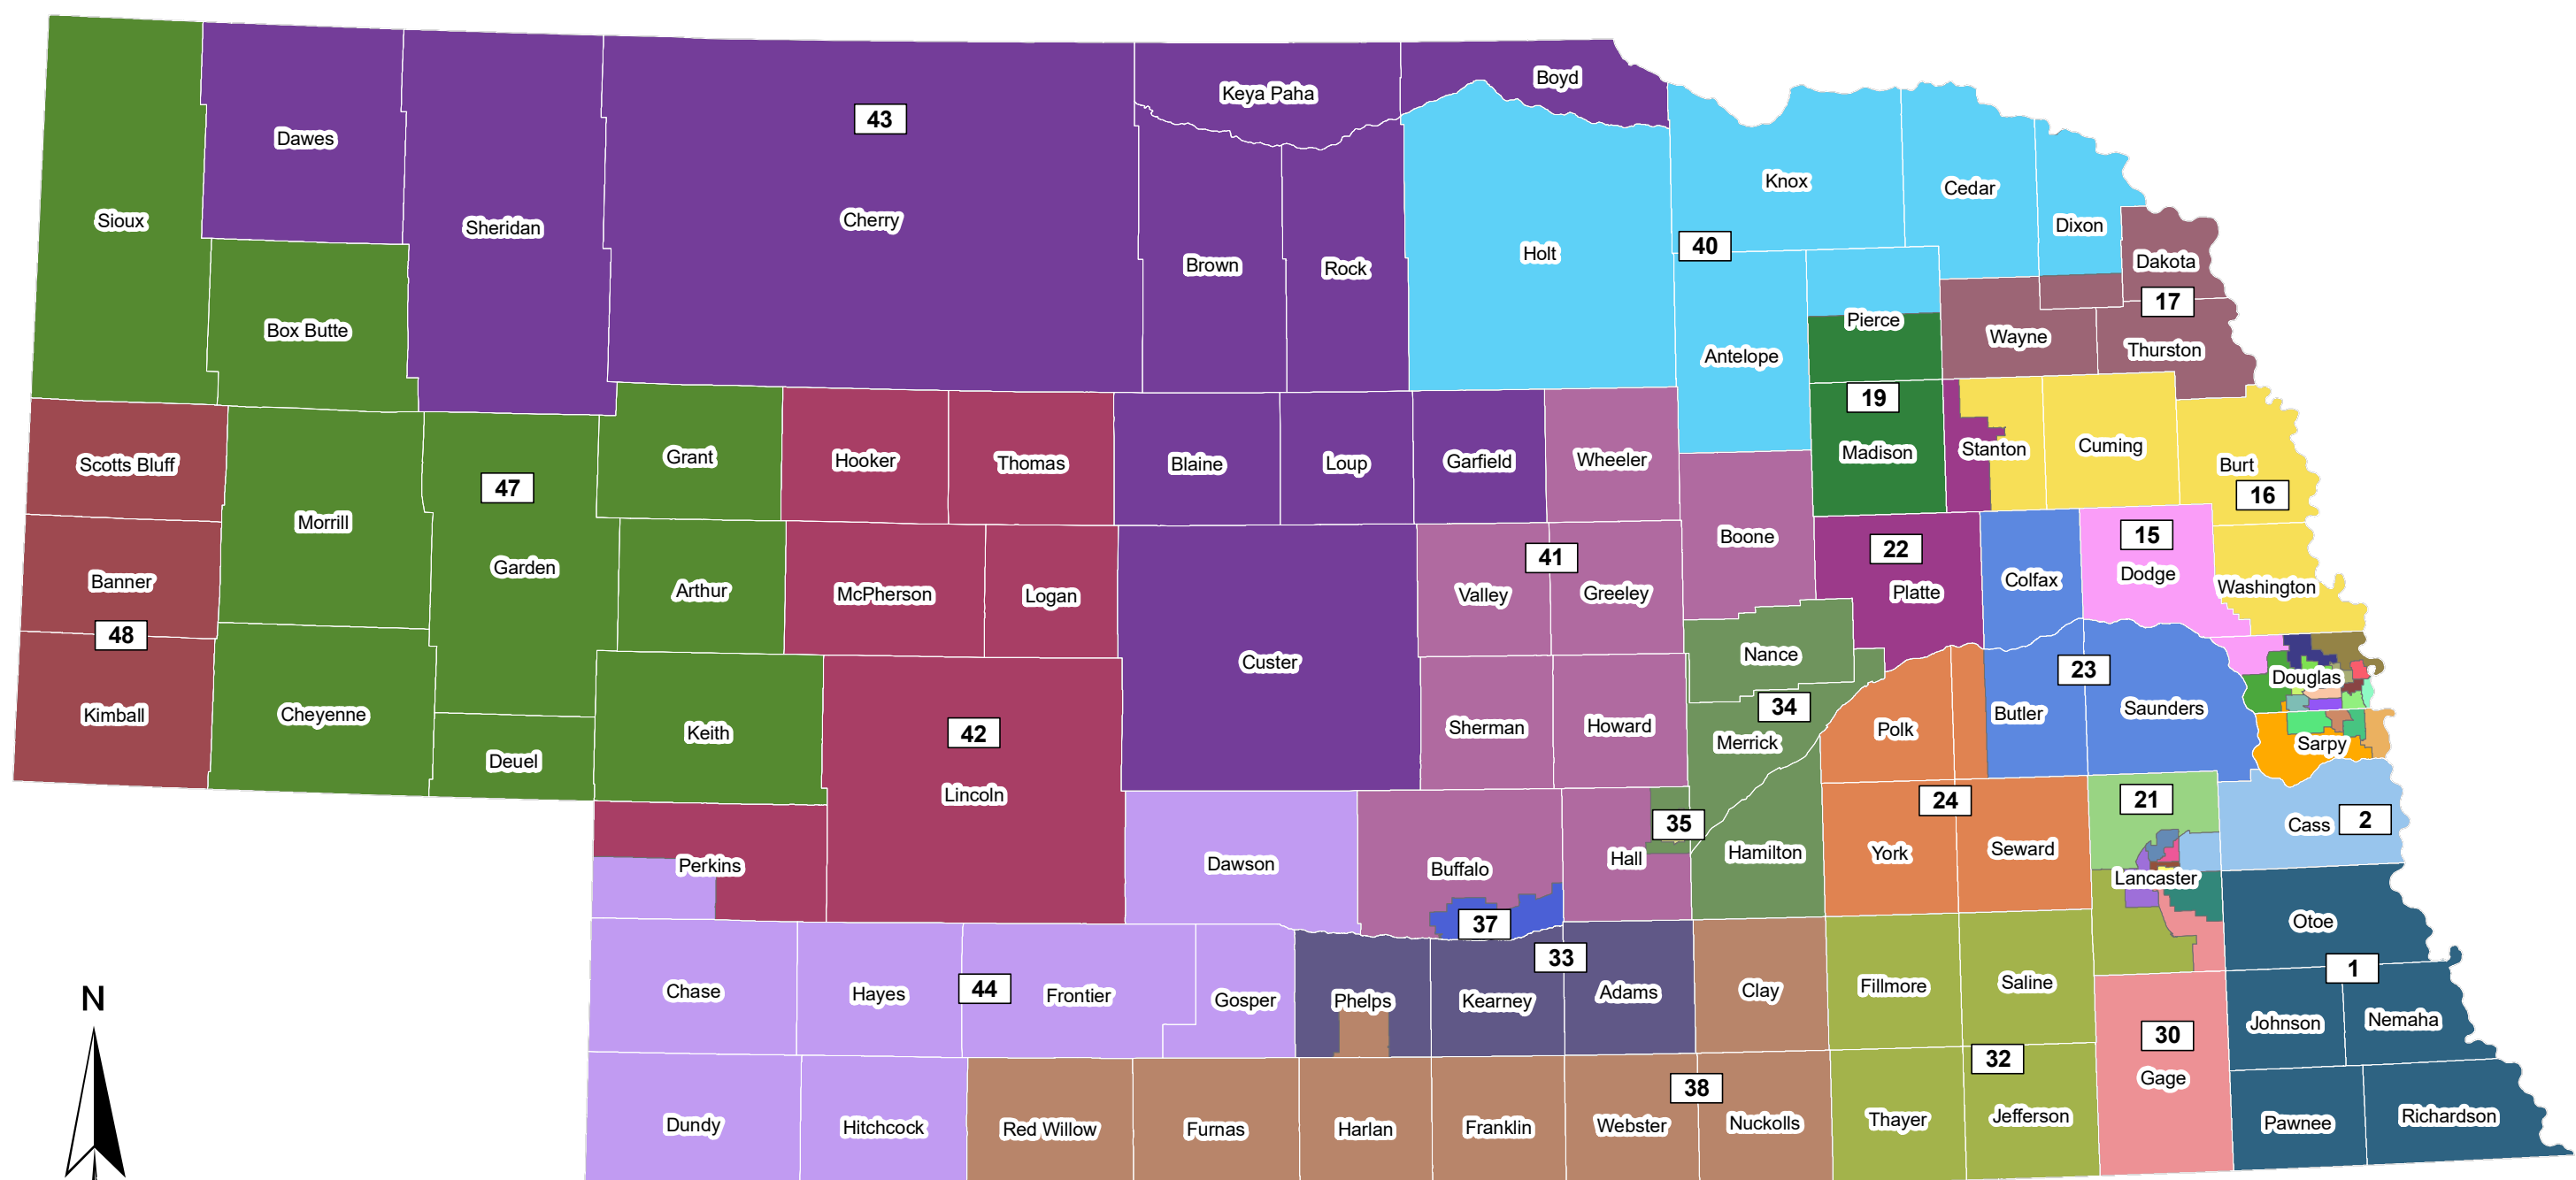 Boyd
Keya Paha
43
Dawes
Knox
Cedar
Sioux
Cherry
Sheridan
Dixon
40
Holt
Dakota
Brown
Rock
17
Box Butte
Pierce
Wayne
Thurston
Antelope
19
Scotts Bluff
Grant
Hooker
Thomas
Blaine
Loup
Garfield
Wheeler
Madison
Stanton
Cuming
Burt
47
16
Morrill
Boone
15
41
22
Garden
Banner
Arthur
McPherson
Logan
Valley
Greeley
Platte
Colfax
Dodge
Washington
48
Custer
Nance
23
Douglas
Kimball
Cheyenne
Keith
42
Sherman
Howard
34
Merrick
Polk
Butler
Saunders
Sarpy
Deuel
Lincoln
24
21
35
Cass
2
Perkins
Dawson
Buffalo
Hall
Hamilton
York
Seward
Lancaster
37
Otoe
33
1
N
Chase
Hayes
44
Frontier
Gosper
Phelps
Kearney
Adams
Clay
Fillmore
Saline
Johnson
Nemaha
30
32
Gage
38
Dundy
Hitchcock
Red Willow
Furnas
Harlan
Franklin
Webster
Nuckolls
Thayer
Jefferson
Pawnee
Richardson